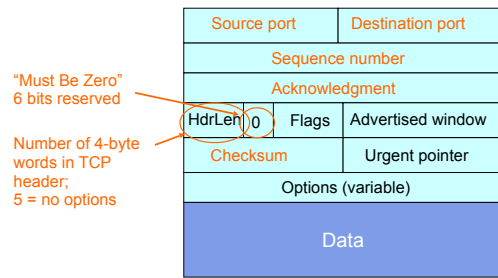 Source port
Destination port
Sequence number
Acknowledgment
“Must Be Zero”
6 bits reserved
HdrLen
0
Flags
Advertised window
Number of 4-byte
words in TCP
header;
5 = no options
Checksum
Urgent pointer
Options (variable)
Data